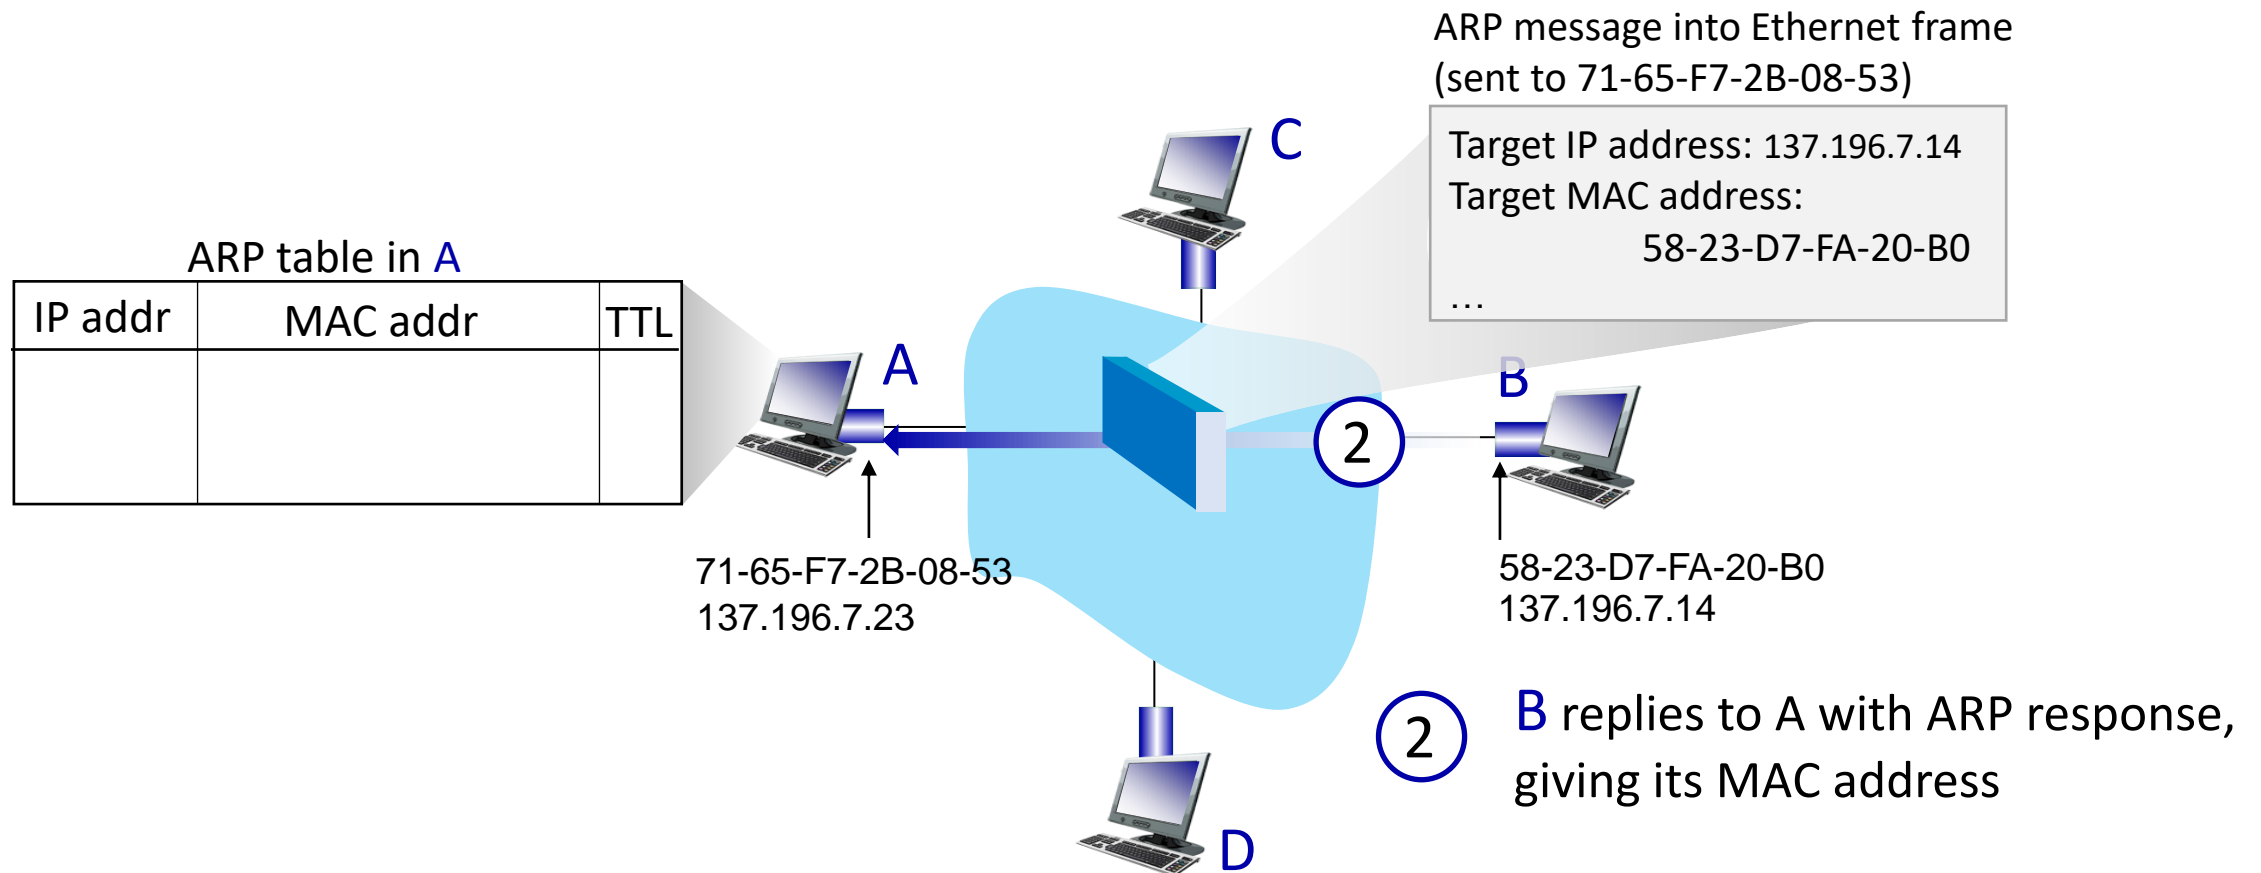 ARP message into Ethernet frame
(sent to 71-65-F7-2B-08-53)
Target IP address: 137.196.7.14
Target MAC address:
58-23-D7-FA-20-B0
…
C
ARP table in A
IP addr MAC addr TTL
A
B
2
71-65-F7-2B-08-53
137.196.7.23
58-23-D7-FA-20-B0
137.196.7.14
2 B replies to A with ARP response,
giving its MAC address
D